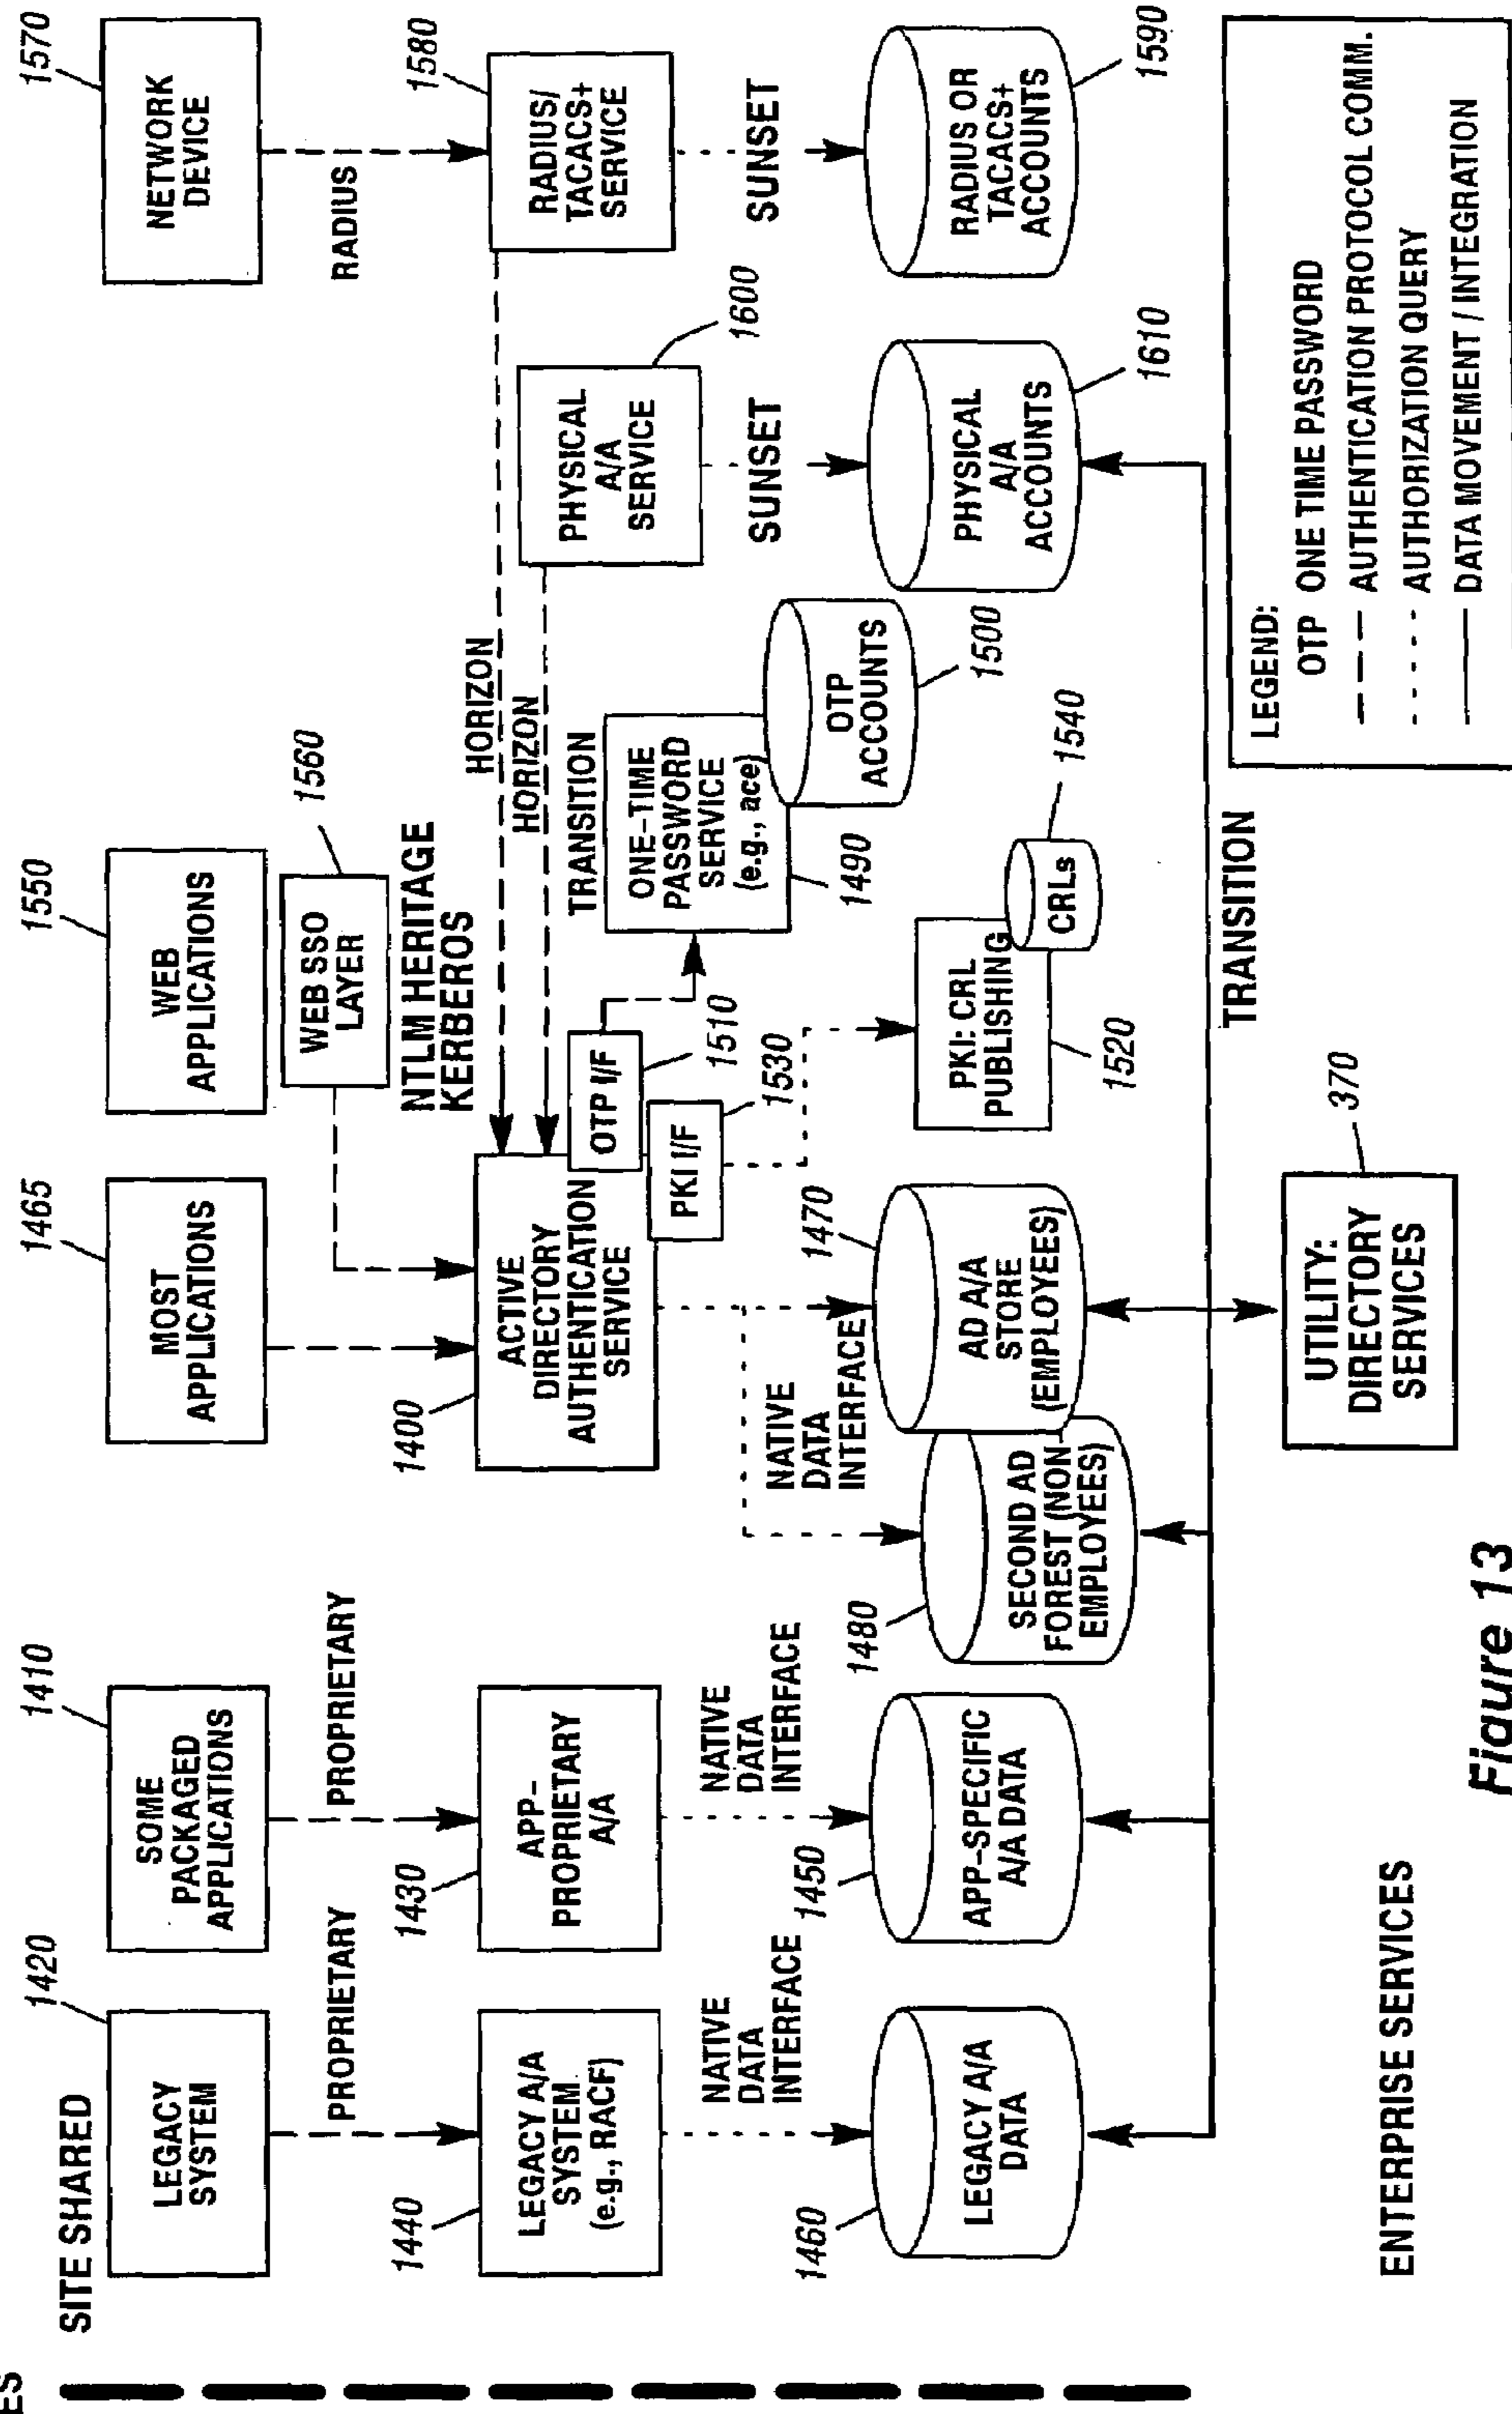 ES
SITE SHARED
1420
LEGACY
SYSTEM
PROPRIETARY
1440
LEGACY A/A
SYSTEM
(e.g., RACF)
NATIVE
DATA
INTERFACE
1460
LEGACY A/A
DATA
1410
SOME
PACKAGED
APPLICATIONS
PROPRIETARY
1430
APP-
PROPRIETARY
A/A
NATIVE
DATA
INTERFACE
1450
APP-SPECIFIC
A/A DATA
1465
MOST
APPLICATIONS
1400
ACTIVE
DIRECTORY
AUTHENTICATION
SERVICE
NATIVE
DATA
INTERFACE
1480
SECOND AD
FOREST (NON
EMPLOYEES)
1470
AD A/A
STORE
(EMPLOYEES)
1550
WEB
APPLICATIONS
1560
WEB SSO
LAYER
NTLM HERITAGE
KERBEROS
OTP I/F
1510
PKI I/F
1530
HORIZON
HORIZON
TRANSITION
ONE-TIME
PASSWORD
SERVICE
(e.g., ace)
1490
OTP
ACCOUNTS
1500
PKI: CRL
PUBLISHING
1520
CRLs
1540
PHYSICAL
A/A
SERVICE
1600
SUNSET
PHYSICAL
A/A
ACCOUNTS
1610
1570
NETWORK
DEVICE
RADIUS
1580
RADIUS/
TACACS+
SERVICE
SUNSET
RADIUS OR
TACACS+
ACCOUNTS
1590
TRANSITION
370
UTILITY:
DIRECTORY
SERVICES
LEGEND:
OTP ONE TIME PASSWORD
AUTHENTICATION PROTOCOL COMM.
AUTHORIZATION QUERY
DATA MOVEMENT / INTEGRATION
ENTERPRISE SERVICES
Figure 13